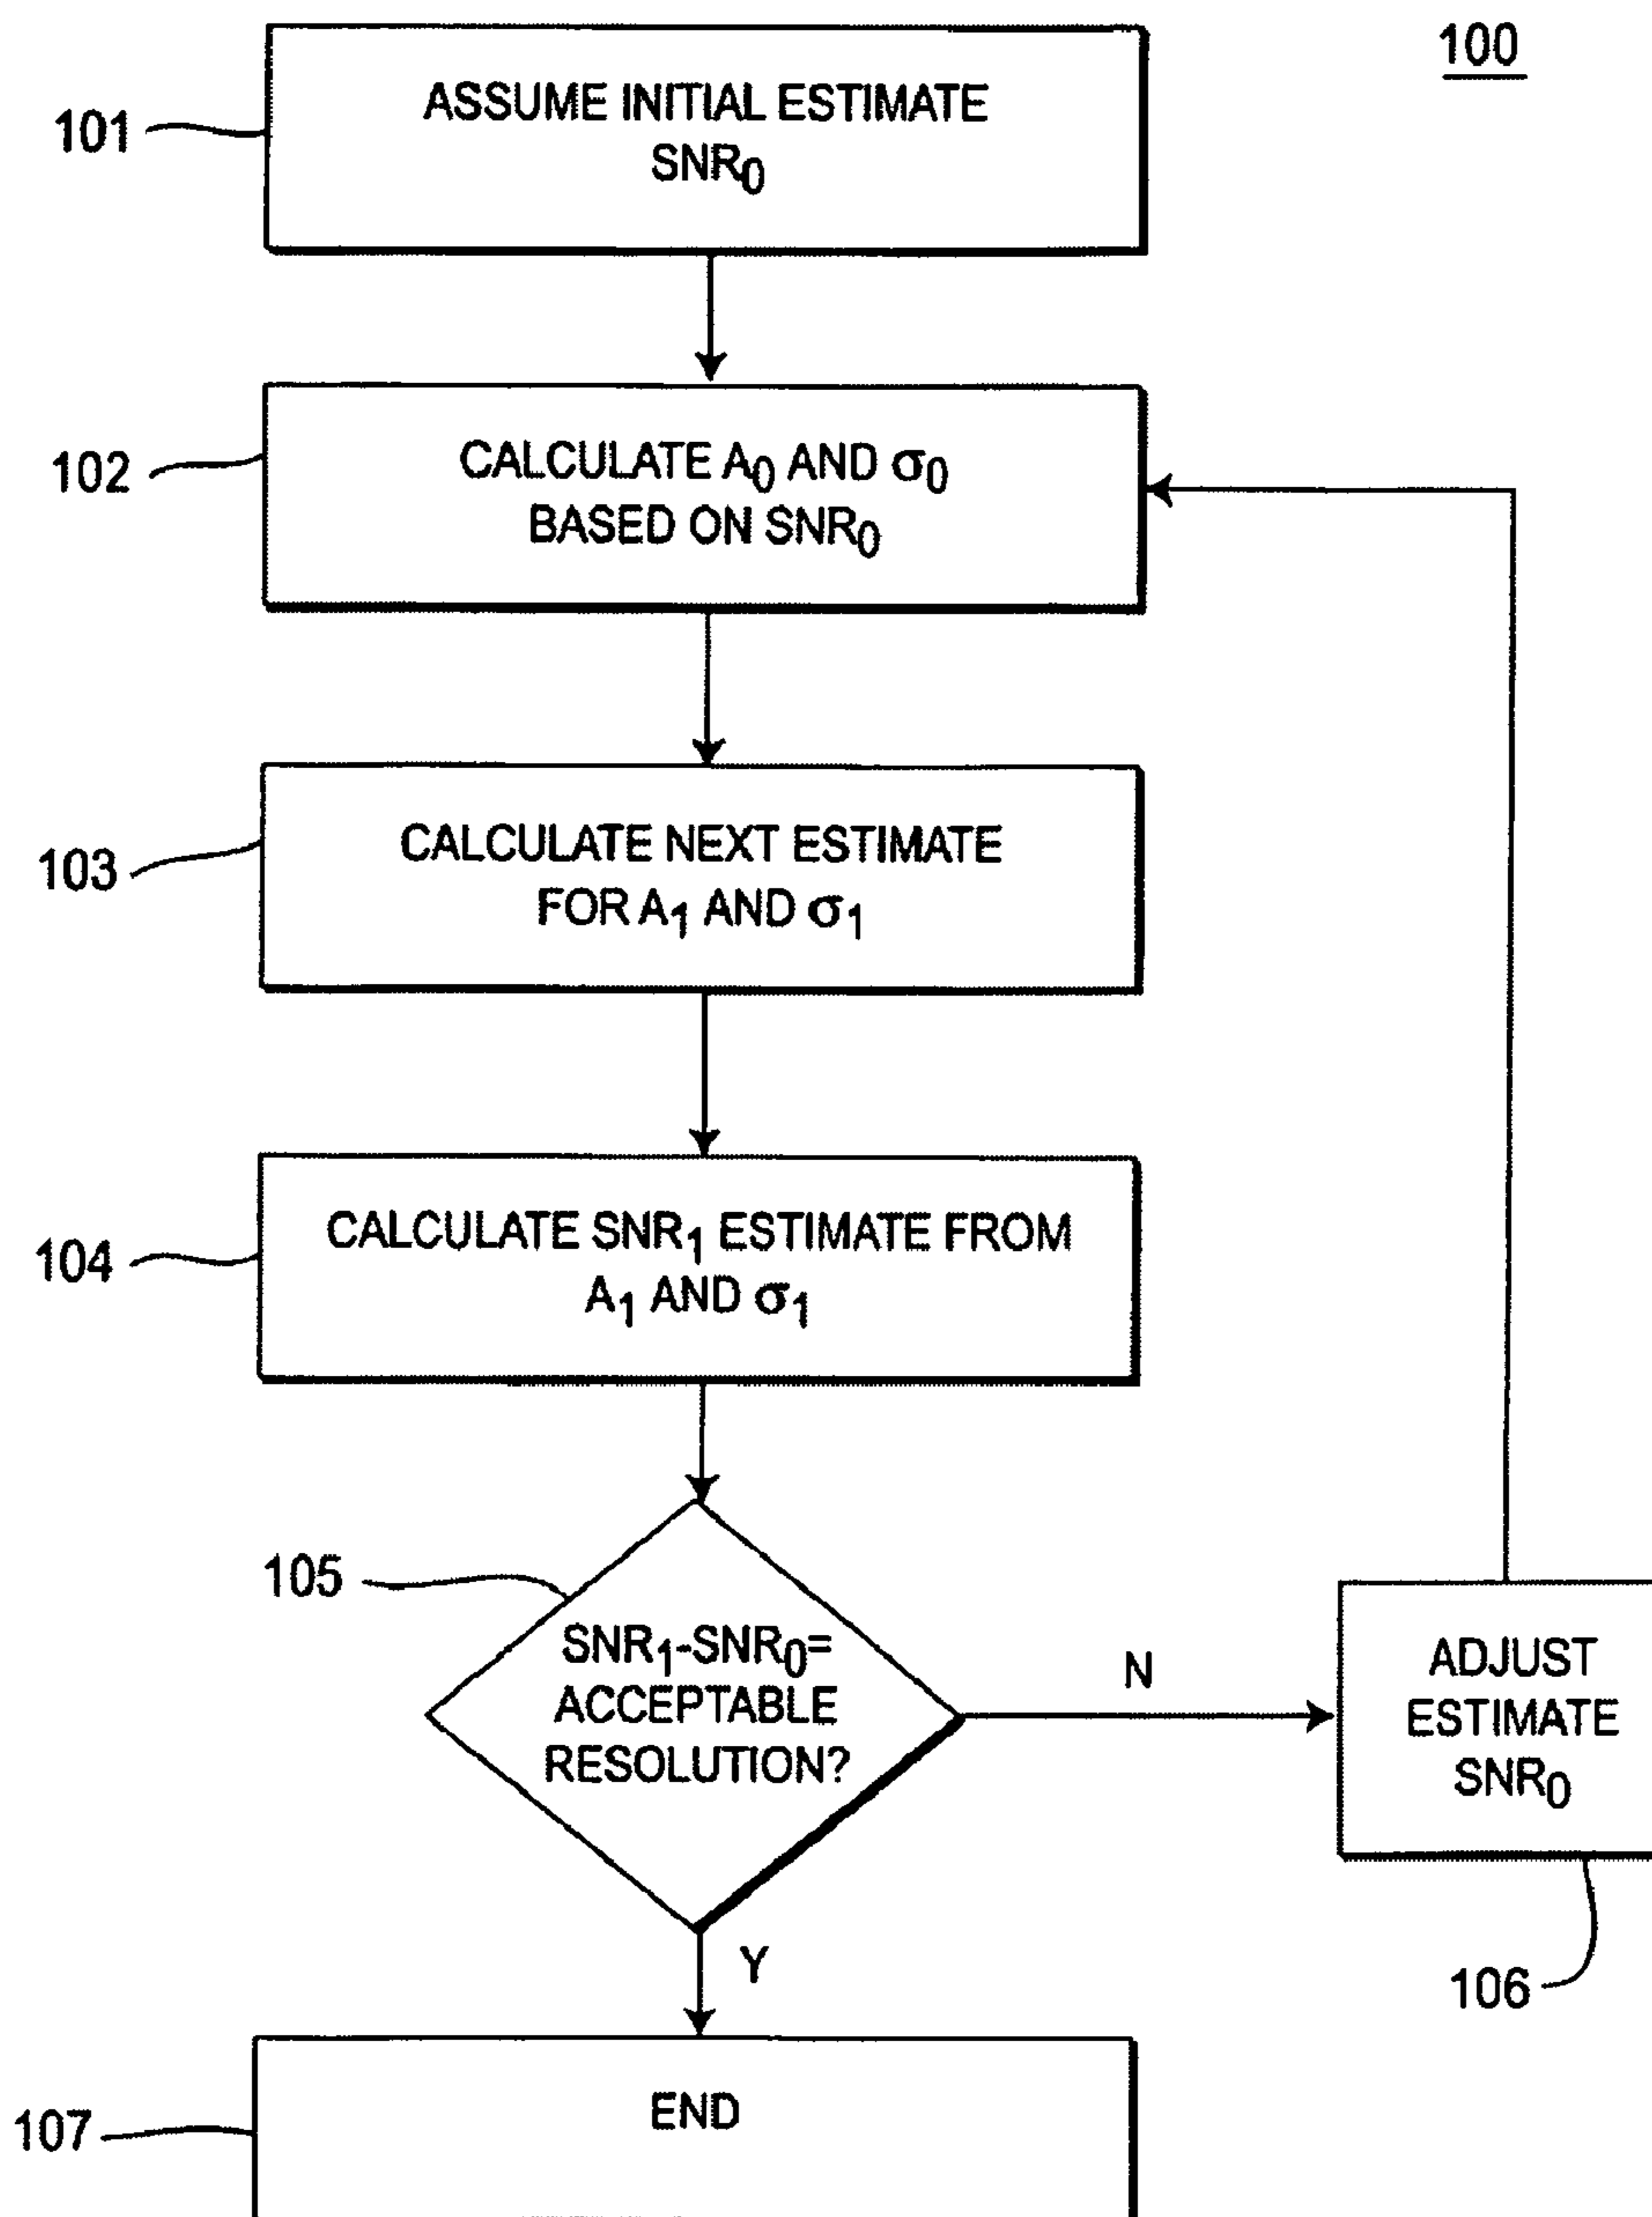 100
101
ASSUME INITIAL ESTIMATE
SNR₀
102
CALCULATE A₀ AND σ₀
BASED ON SNR₀
103
CALCULATE NEXT ESTIMATE
FOR A₁ AND σ₁
104
CALCULATE SNR₁ ESTIMATE FROM
A₁ AND σ₁
105
SNR₁-SNR₀=
ACCEPTABLE
RESOLUTION?
N
ADJUST
ESTIMATE
SNR₀
106
Y
107
END